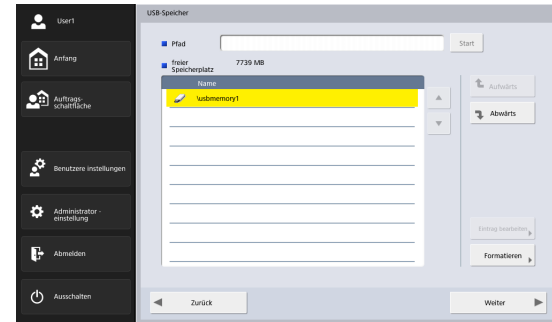 User1
Anfang
Auftrags-
schaltfläche
Benutzere instellungen
Administrator -
einstellung
Abmelden
Ausschalten
USB-Speicher
Pfad
Start
freier
Speicherplatz
7739 MB
Name
\usbmemory1
Aufwärts
Abwärts
Eintrag bearbeiten
Formatieren
Zurück
Weiter